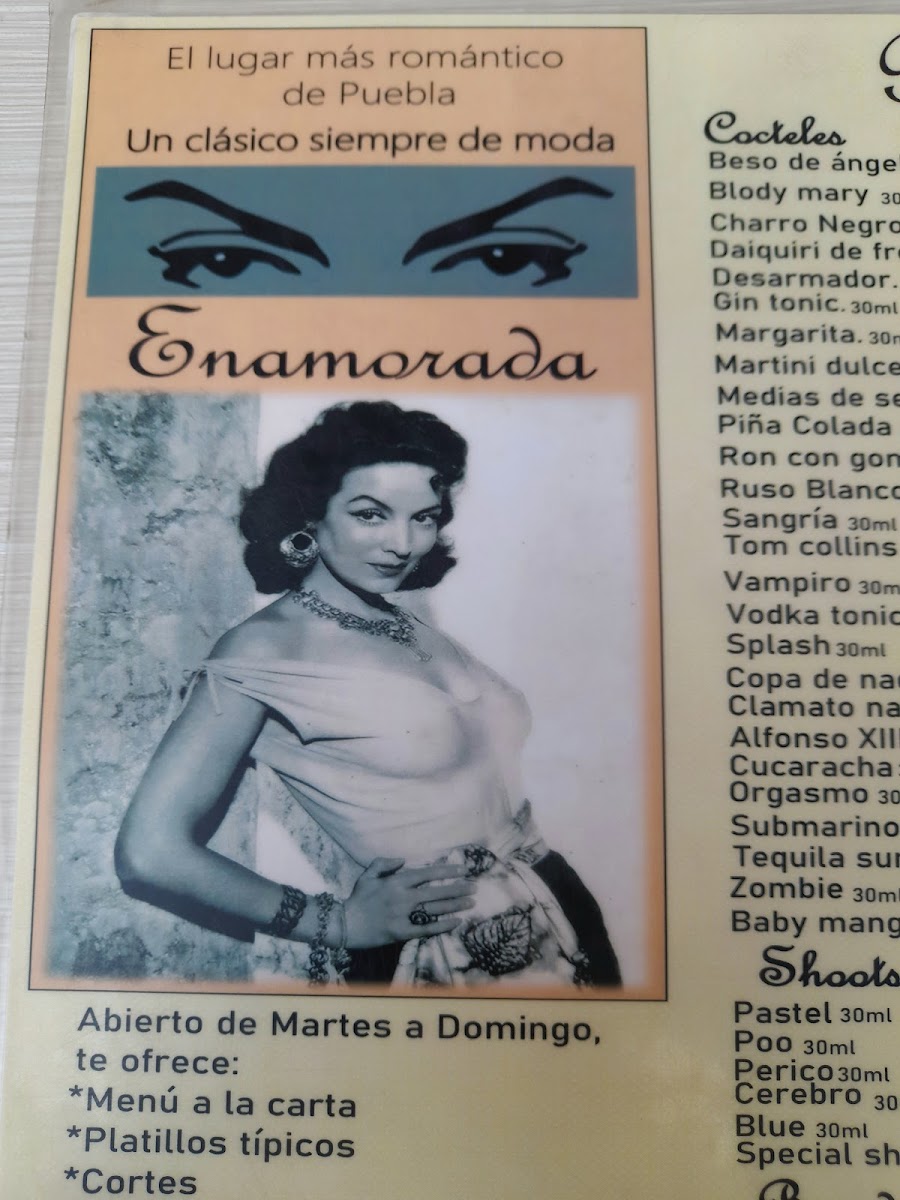 El lugar más romántico
de Puebla
Un clásico siempre de moda
Enamorada
Abierto de Martes a Domingo,
te ofrece:
*Menú a la carta
*Platillos típicos
*Cortes
Cocteles
Beso de
Blody mary
Charro Negro
Daiquiri de
Desarmador.
Gin tonic. 30ml
Margarita.
Martini dulce
Medias de
Piña Colada
Ron con
Ruso Blanco
Sangría 30ml
Tom collins
Vampiro
Vodka tonic
Splash 30ml
Copa de
Clamato
Alfonso XIII
Cucaracha:
Orgasmo
Submarino
Tequila
Zombie 30ml
Baby
Shoots
Pastel 30ml
Poo 30ml
Perico 30ml
Cerebro
Blue 30ml
Special